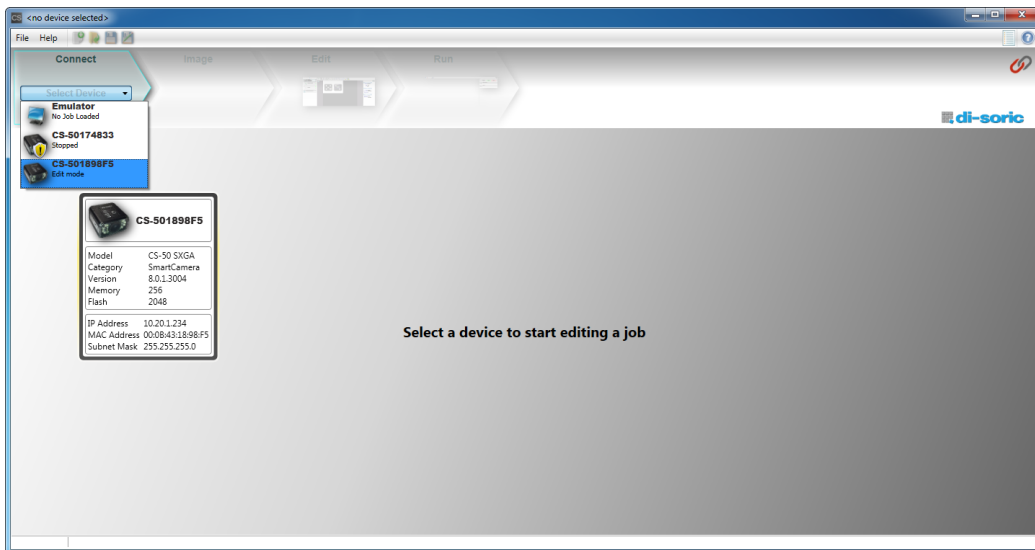 CS <no device selected>
File Help
Connect Image Edit Run
Select Device
Emulator
No Job Loaded
CS-50174833
Stopped
CS-501898F5
Edit mode
di-soric
CS-501898F5
Model CS-50 SXGA
Category SmartCamera
Version 8.0.1.3004
Memory 256
Flash 2048
IP Address 10.20.1.234
MAC Address 00:0B:43:18:98:F5
Subnet Mask 255.255.255.0
Select a device to start editing a job